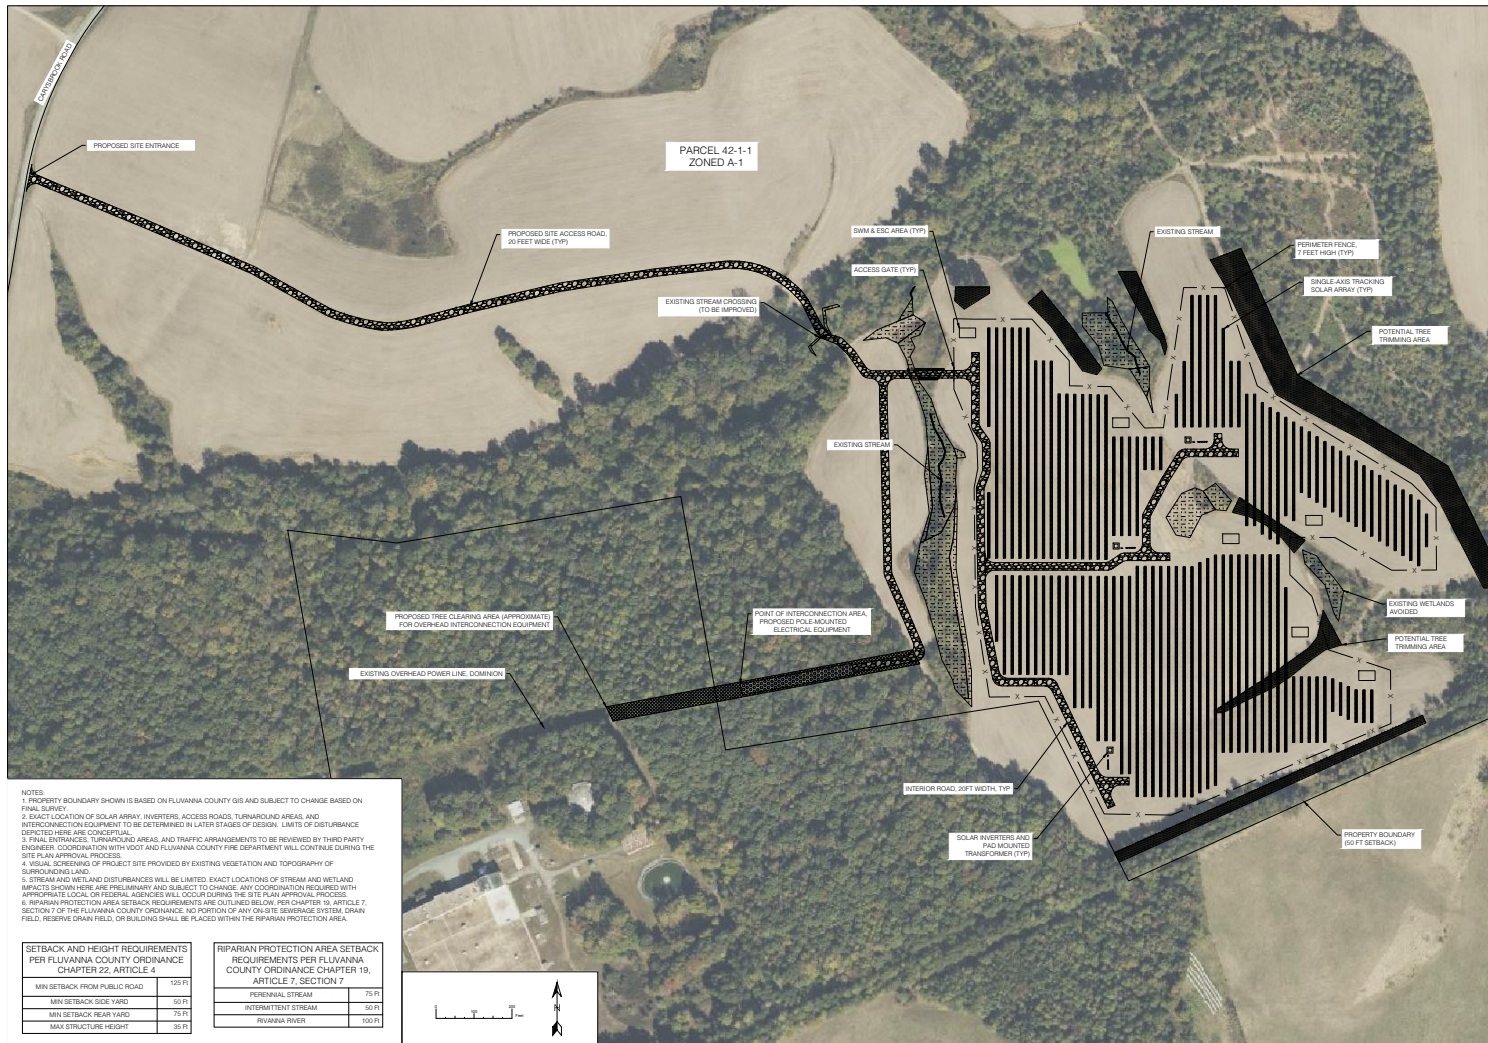 CARYSBROOK ROAD
PROPOSED SITE ENTRANCE
PARCEL 42-1-1
ZONED A-1
PROPOSED SITE ACCESS ROAD,
20 FEET WIDE (TYP)
SWM & ESC AREA (TYP)
EXISTING STREAM
PERIMETER FENCE,
7 FEET HIGH (TYP)
ACCESS GATE (TYP)
SINGLE-AXIS TRACKING
SOLAR ARRAY (TYP)
EXISTING STREAM CROSSING
(TO BE IMPROVED)
POTENTIAL TREE
TRIMMING AREA
EXISTING STREAM
PROPOSED TREE CLEARING AREA (APPROXIMATE)
FOR OVERHEAD INTERCONNECTION EQUIPMENT
POINT OF INTERCONNECTION AREA,
PROPOSED POLE-MOUNTED
ELECTRICAL EQUIPMENT
EXISTING WETLANDS
AVOIDED
POTENTIAL TREE
TRIMMING AREA
EXISTING OVERHEAD POWER LINE, DOMINION
INTERIOR ROAD, 20FT WIDTH, TYP
SOLAR INVERTERS AND
PAD MOUNTED
TRANSFORMER (TYP)
PROPERTY BOUNDARY
(50 FT SETBACK)
NOTES:
1. PROPERTY BOUNDARY SHOWN IS BASED ON FLUVANNA COUNTY GIS AND SUBJECT TO CHANGE BASED ON
FINAL SURVEY.
2. EXACT LOCATION OF SOLAR ARRAY, INVERTERS, ACCESS ROADS, TURNAROUND AREAS, AND
INTERCONNECTION EQUIPMENT TO BE DETERMINED IN LATER STAGES OF DESIGN. LIMITS OF DISTURBANCE
DEPICTED HERE ARE CONCEPTUAL.
3. FINAL ENTRANCES, TURNAROUND AREAS, AND TRAFFIC ARRANGEMENTS TO BE REVIEWED BY THIRD PARTY
ENGINEER. COORDINATION WITH VDOT AND FLUVANNA COUNTY FIRE DEPARTMENT WILL CONTINUE DURING THE
SITE PLAN APPROVAL PROCESS.
4. VISUAL SCREENING OF PROJECT SITE PROVIDED BY EXISTING VEGETATION AND TOPOGRAPHY OF
SURROUNDING LAND.
5. STREAM AND WETLAND DISTURBANCES WILL BE LIMITED. EXACT LOCATIONS OF STREAM AND WETLAND
IMPACTS SHOWN HERE ARE PRELIMINARY AND SUBJECT TO CHANGE. ANY COORDINATION REQUIRED WITH
APPROPRIATE LOCAL OR FEDERAL AGENCIES WILL OCCUR DURING THE SITE PLAN APPROVAL PROCESS.
6. RIPARIAN PROTECTION AREA SETBACK REQUIREMENTS ARE OUTLINED BELOW, PER CHAPTER 19, ARTICLE 7,
SECTION 7 OF THE FLUVANNA COUNTY ORDINANCE. NO PORTION OF ANY ON-SITE SEWERAGE SYSTEM, DRAIN
FIELD, RESERVE DRAIN FIELD, OR BUILDING SHALL BE PLACED WITHIN THE RIPARIAN PROTECTION AREA.
SETBACK AND HEIGHT REQUIREMENTS
PER FLUVANNA COUNTY ORDINANCE
CHAPTER 22, ARTICLE 4
MIN SETBACK FROM PUBLIC ROAD 125 Ft
MIN SETBACK SIDE YARD 50 Ft
MIN SETBACK REAR YARD 75 Ft
MAX STRUCTURE HEIGHT 35 Ft
RIPARIAN PROTECTION AREA SETBACK
REQUIREMENTS PER FLUVANNA
COUNTY ORDINANCE CHAPTER 19,
ARTICLE 7, SECTION 7
PERENNIAL STREAM 75 Ft
INTERMITTENT STREAM 50 Ft
RIVANNA RIVER 100 Ft
0 100 200 Feet
N